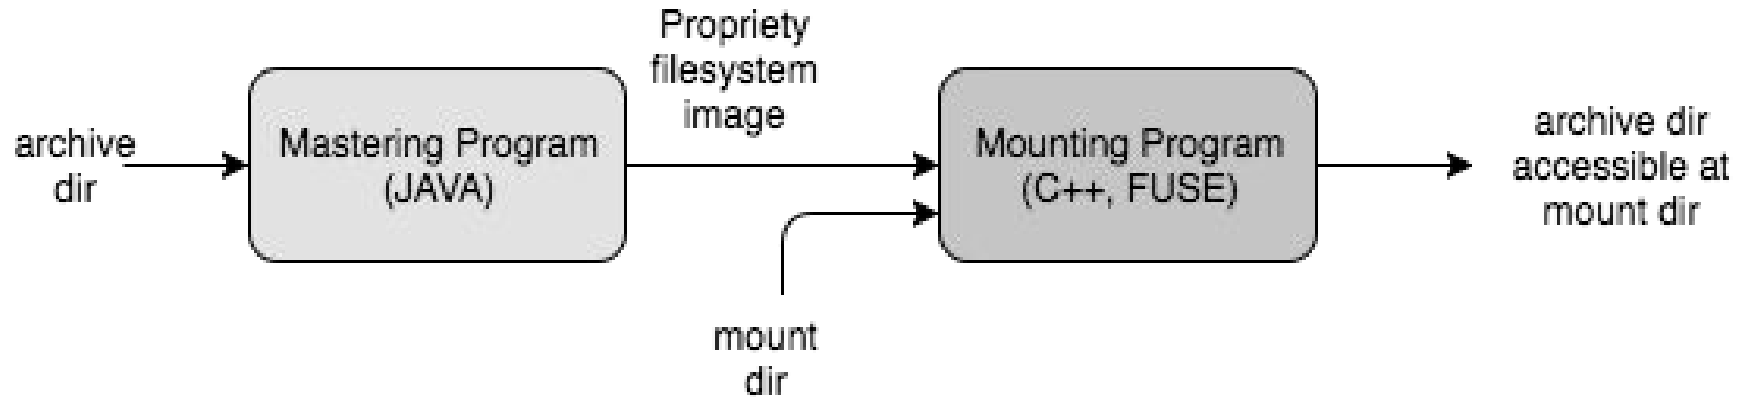 archive
dir
Mastering Program
(JAVA)
Propriety
filesystem
image
mount
dir
Mounting Program
(C++, FUSE)
archive dir
accessible at
mount dir